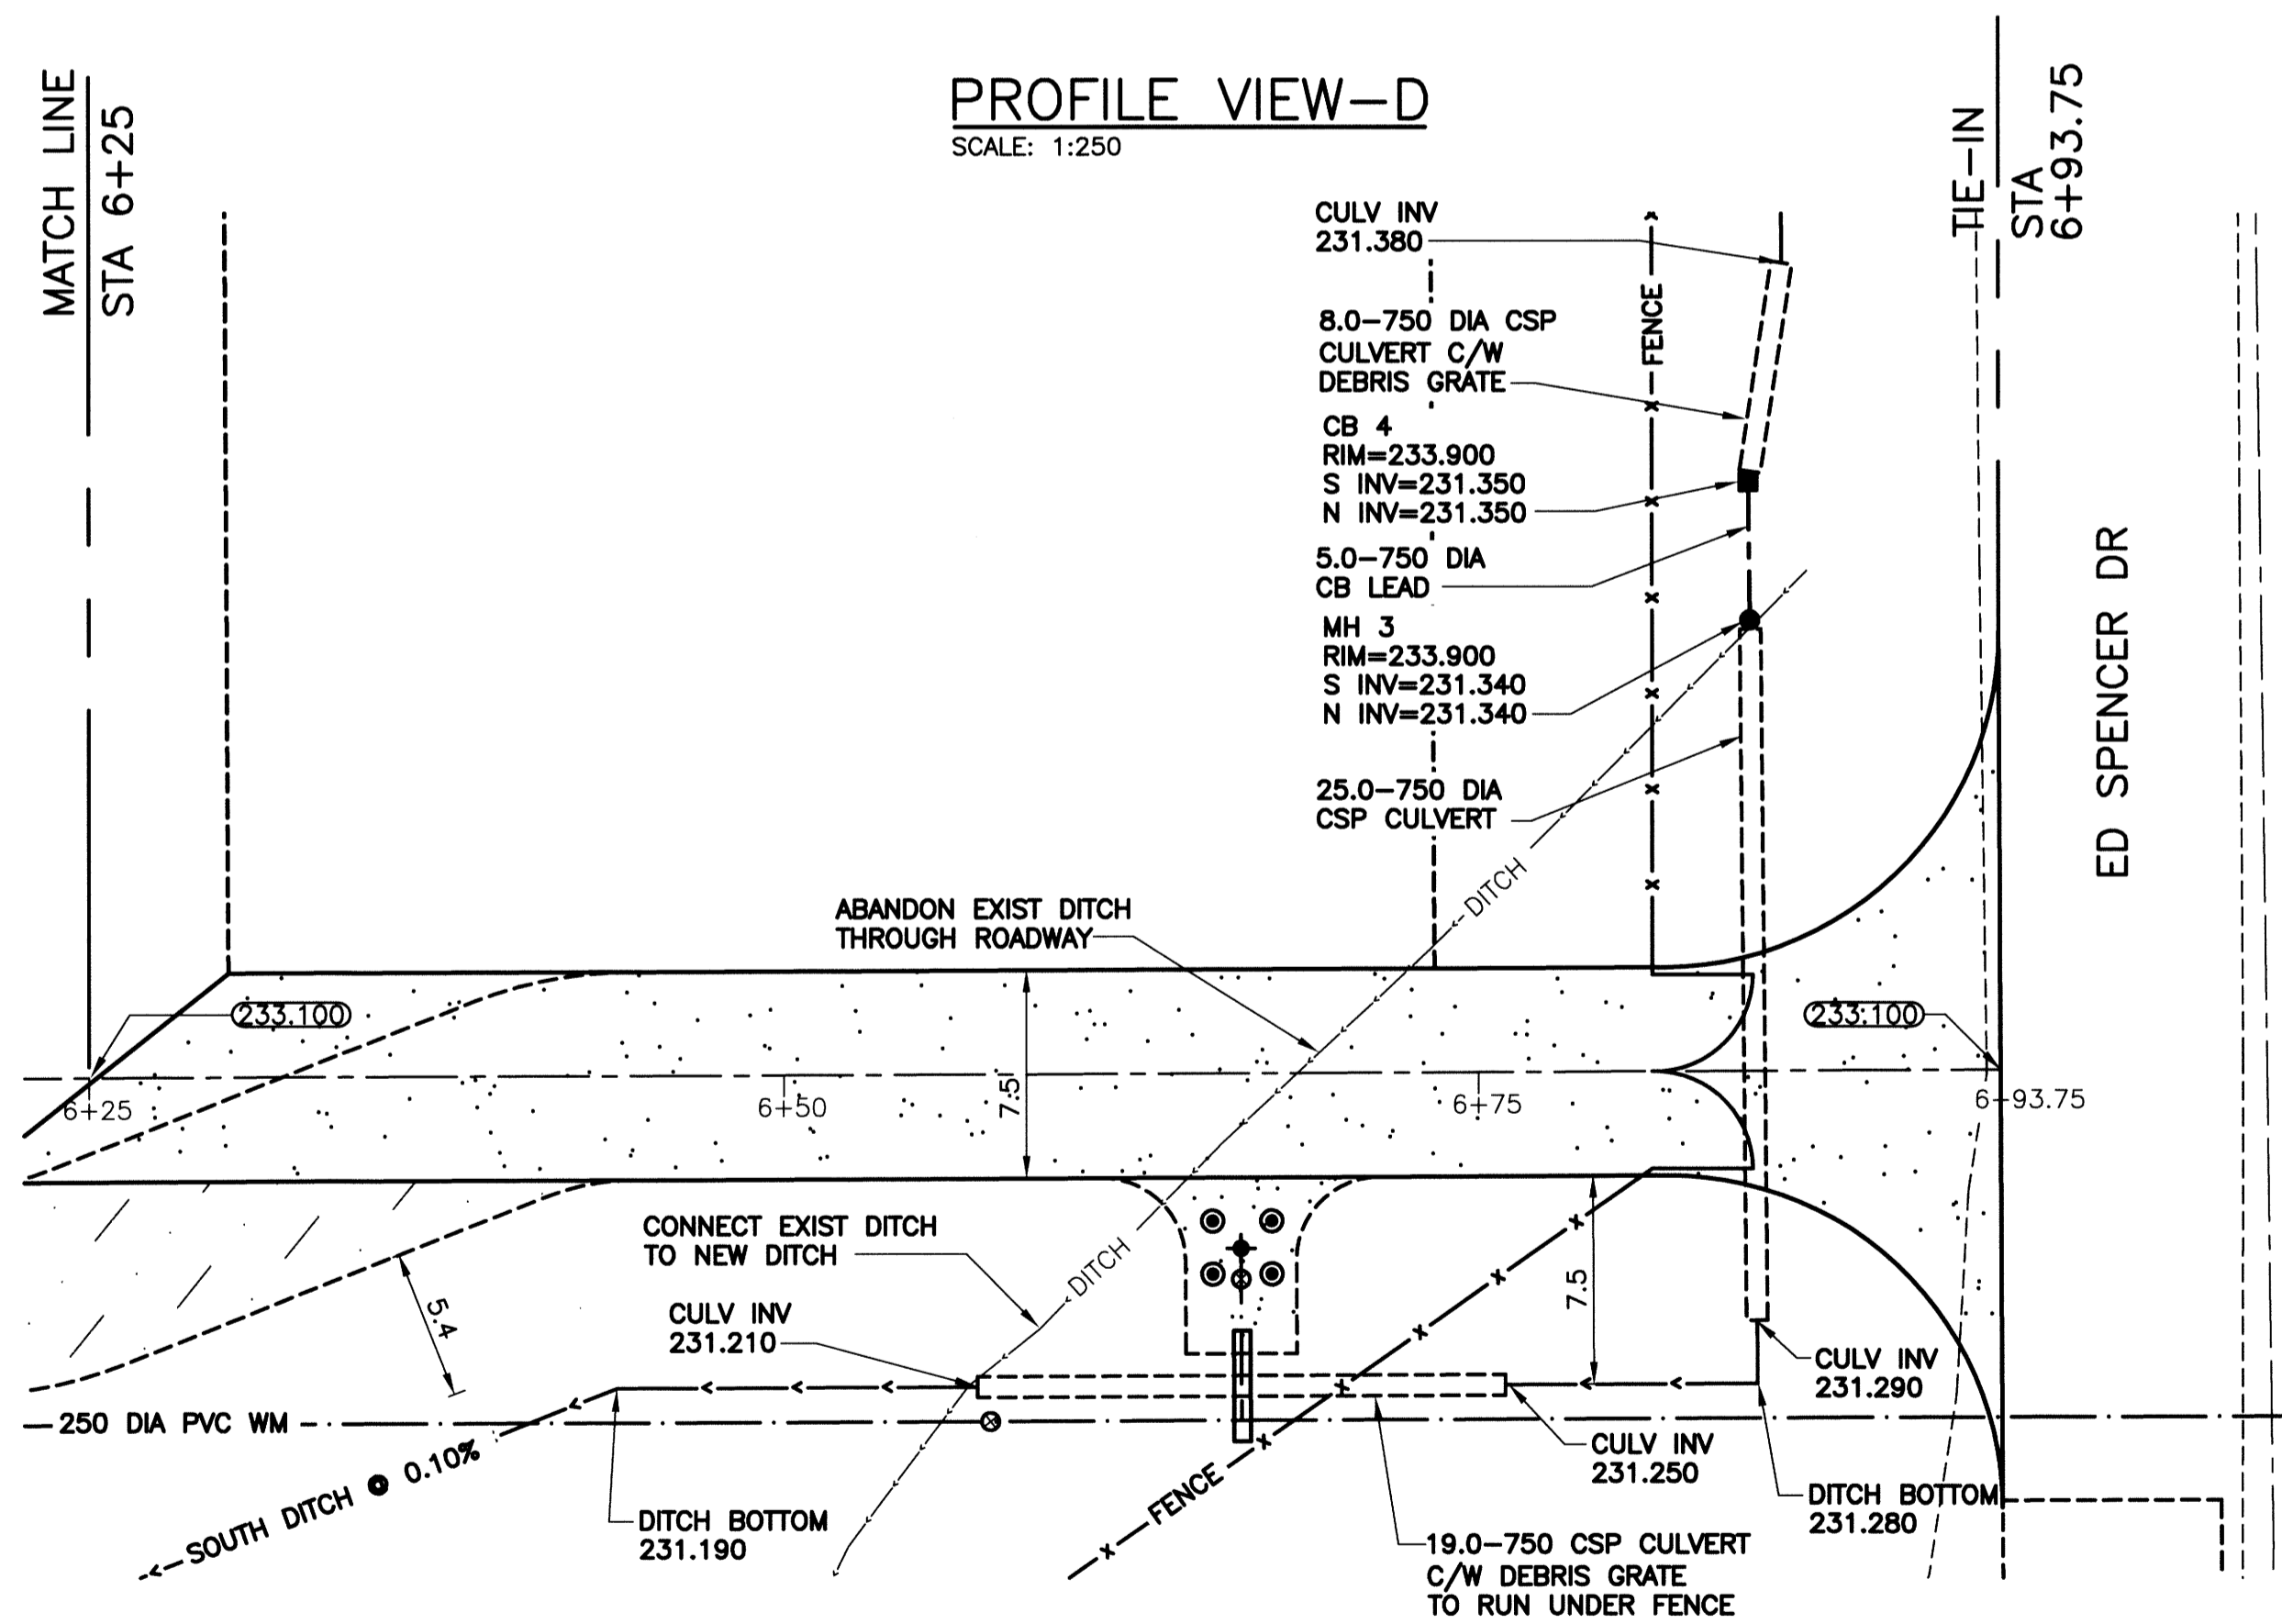 PROFILE VIEW-D
SCALE: 1:250
MATCH LINE
STA 6+25
TIE-IN
STA
6+93.75
CULV INV
231.380
FENCE
8.0-750 DIA CSP
CULVERT C/W
DEBRIS GRATE
CB 4
RIM=233.900
S INV=231.350
N INV=231.350
5.0-750 DIA
CB LEAD
MH 3
RIM=233.900
S INV=231.340
N INV=231.340
25.0-750 DIA
CSP CULVERT
ED SPENCER DR
DITCH
ABANDON EXIST DITCH
THROUGH ROADWAY
233.100
233.100
6+25
6+50
7.5
6+75
6+93.75
CONNECT EXIST DITCH
TO NEW DITCH
DITCH
7.5
5.4
CULV INV
231.210
CULV INV
231.290
250 DIA PVC WM
SOUTH DITCH @ 0.10%
CULV INV
231.250
FENCE
DITCH BOTTOM
231.280
DITCH BOTTOM
231.190
19.0-750 CSP CULVERT
C/W DEBRIS GRATE
TO RUN UNDER FENCE